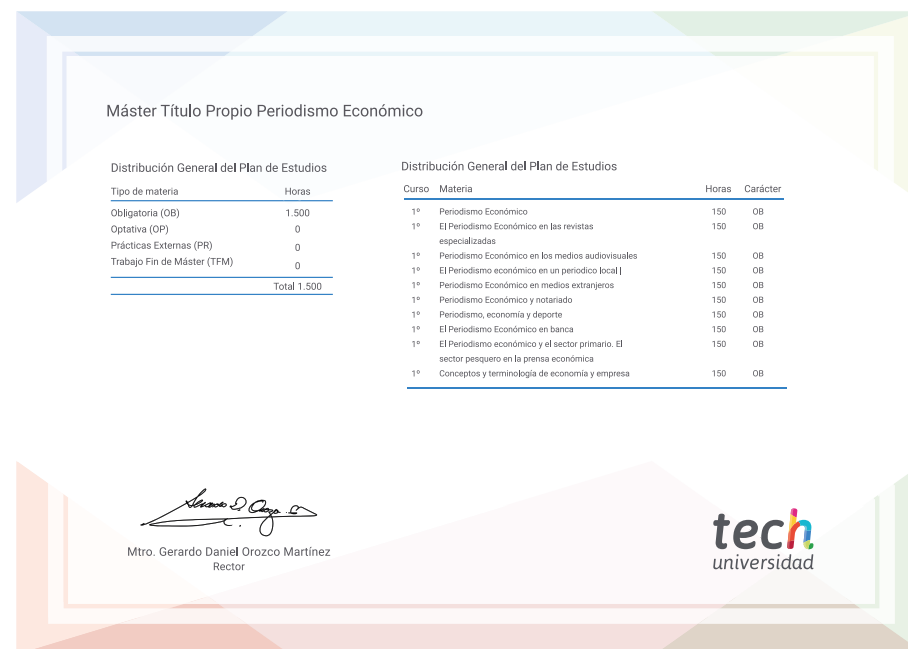 Máster Título Propio Periodismo Económico
Distribución General del Plan de Estudios
Tipo de materia Horas
Obligatoria (OB) 1.500
Optativa (OP) 0
Prácticas Externas (PR) 0
Trabajo Fin de Máster (TFM) 0
Total 1.500
Distribución General del Plan de Estudios
Curso Materia Horas Carácter
1º Periodismo Económico 150 OB
1º El Periodismo Económico en las revistas 150 OB
especializadas
1º Periodismo Económico en los medios audiovisuales 150 OB
1º El Periodismo económico en un periodico local | 150 OB
1º Periodismo Económico en medios extranjeros 150 OB
1º Periodismo Económico y notariado 150 OB
1º Periodismo, economía y deporte 150 OB
1º El Periodismo Económico en banca 150 OB
1º El Periodismo económico y el sector primario. El 150 OB
sector pesquero en la prensa económica
1º Conceptos y terminología de economía y empresa 150 OB
Mtro. Gerardo Daniel Orozco Martínez
Rector
tech
universidad